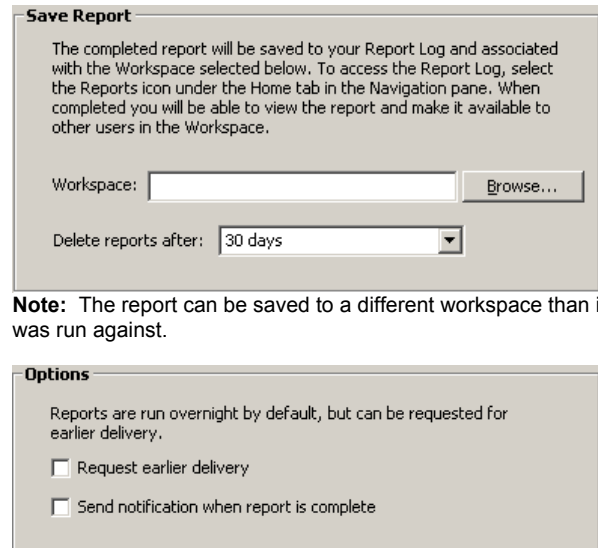 Save Report
The completed report will be saved to your Report Log and associated
with the Workspace selected below. To access the Report Log, select
the Reports icon under the Home tab in the Navigation pane. When
completed you will be able to view the report and make it available to
other users in the Workspace.
Workspace: Browse...
Delete reports after: 30 days
Note: The report can be saved to a different workspace than
was run against.
Options
Reports are run overnight by default, but can be requested for
earlier delivery.
Request earlier delivery
Send notification when report is complete